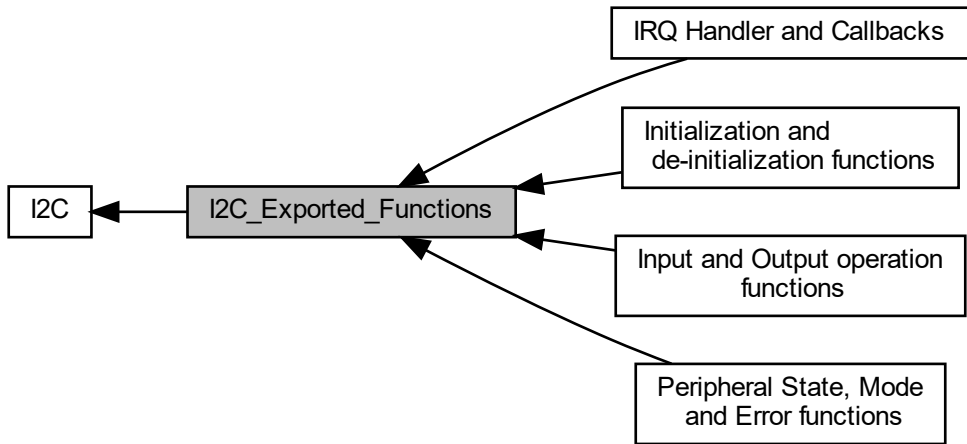 IRQ Handler and Callbacks
Initialization and
de-initialization functions
I2C
I2C_Exported_Functions
Input and Output operation
functions
Peripheral State, Mode
and Error functions